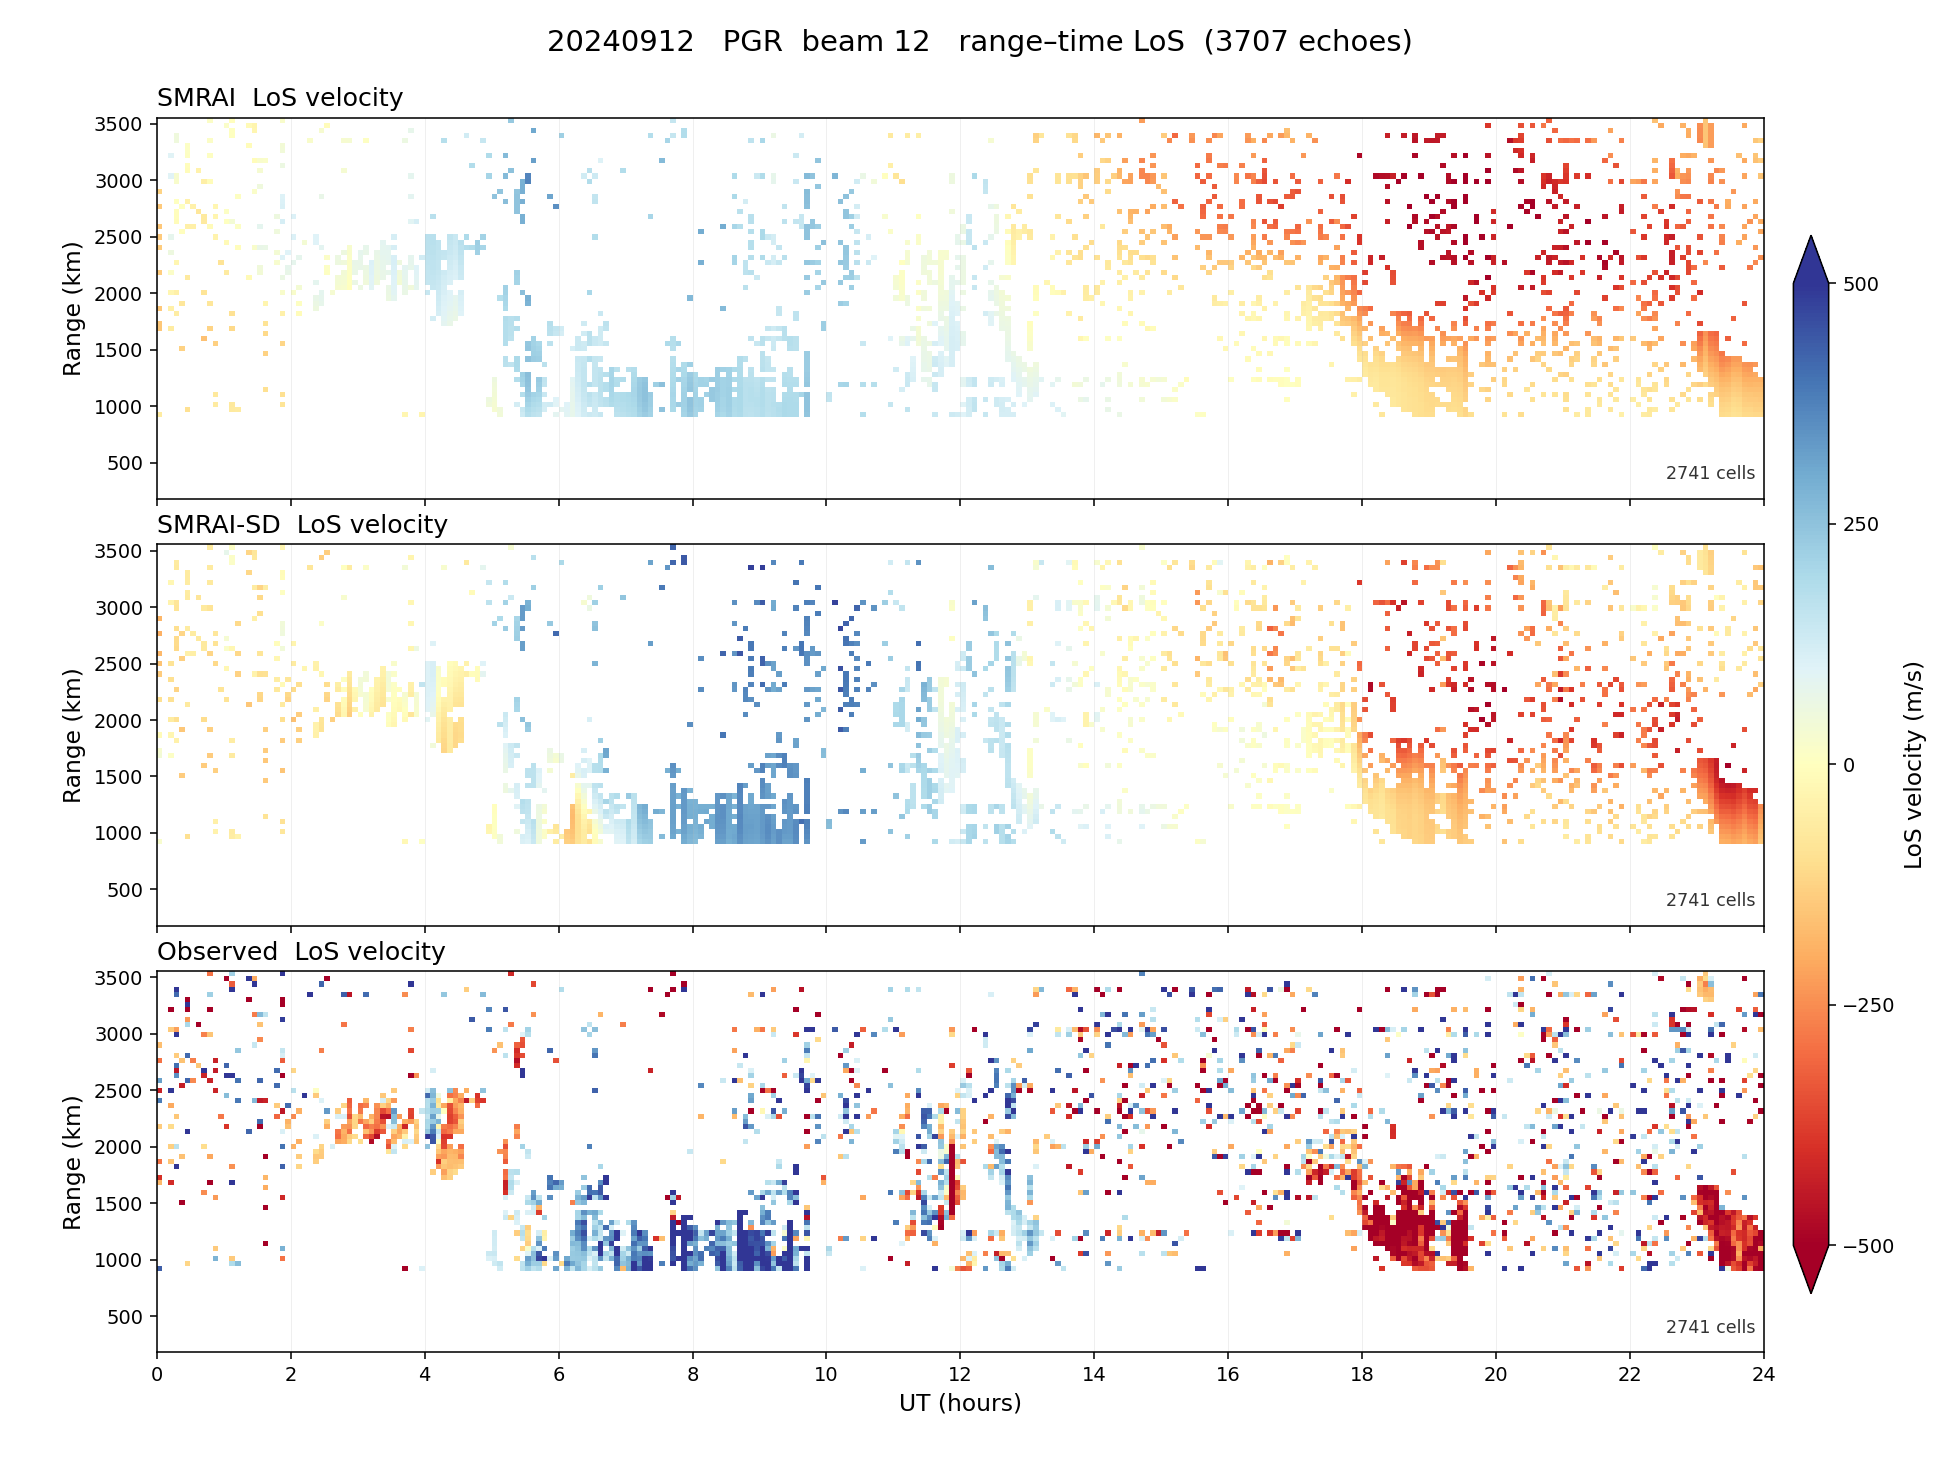 20240912   PGR  beam 12   range–time LoS  (3707 echoes)
SMRAI  LoS velocity
3500
3000
2500
2000
1500
1000
500
Range (km)
2741 cells
SMRAI-SD  LoS velocity
3500
3000
2500
2000
1500
1000
500
Range (km)
2741 cells
Observed  LoS velocity
3500
3000
2500
2000
1500
1000
500
Range (km)
2741 cells
0 2 4 6 8 10 12 14 16 18 20 22 24
UT (hours)
500
250
0
−250
−500
LoS velocity (m/s)